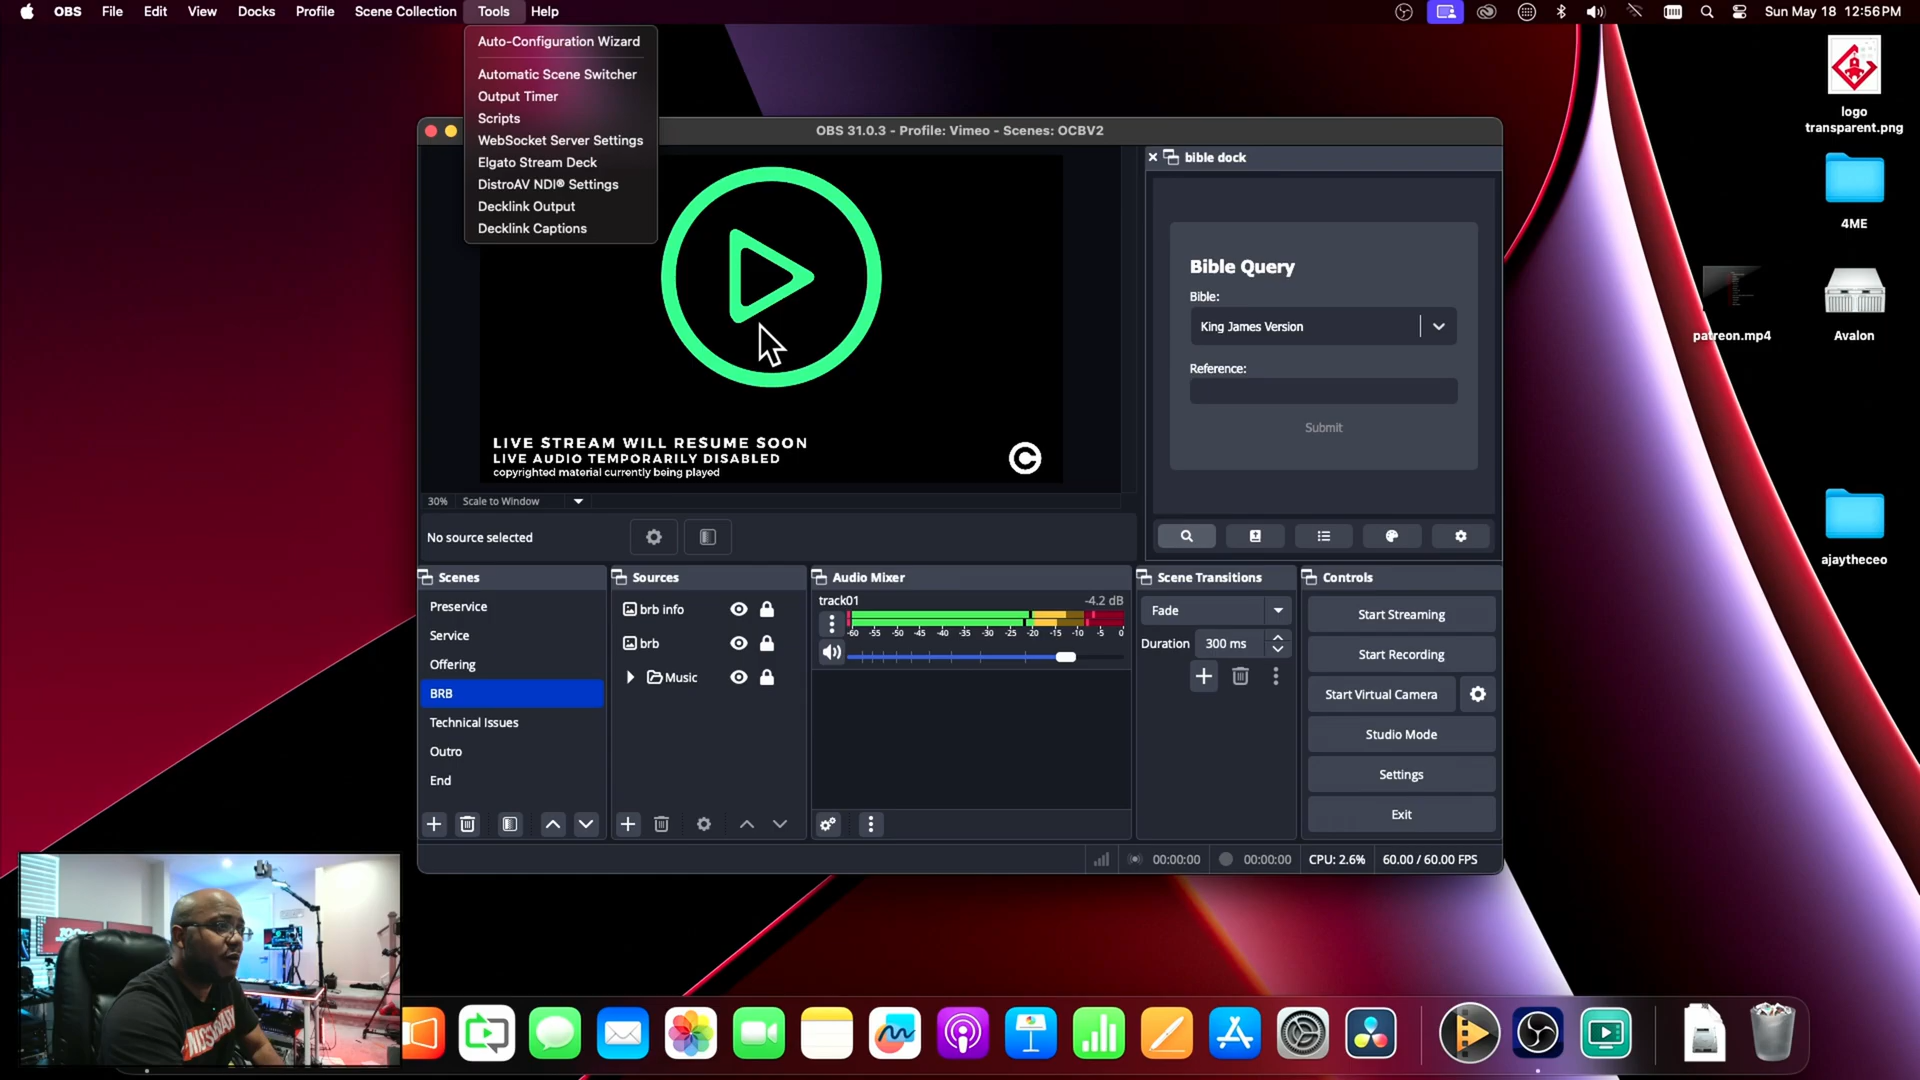 OBS File Edit View Docks Profile Scene Collection Tools Help
Sun May 18 12:56 PM
Auto-Configuration Wizard
Automatic Scene Switcher
Output Timer
Scripts
WebSocket Server Settings
Elgato Stream Deck
DistroAV NDI® Settings
Decklink Output
Decklink Captions
OBS 31.0.3 - Profile: Vimeo - Scenes: OCBV2
LIVE STREAM WILL RESUME SOON
LIVE AUDIO TEMPORARILY DISABLED
copyrighted material currently being played
C
30% Scale to Window
No source selected
bible dock
Bible Query
Bible:
King James Version
Reference:
Submit
Scenes
Preservice
Service
Offering
BRB
Technical Issues
Outro
End
Sources
brb info
brb
Music
Audio Mixer
track01 -4.2 dB
-60 -55 -50 -45 -40 -35 -30 -25 -20 -15 -10 -5 0
Scene Transitions
Fade
Duration 300 ms
Controls
Start Streaming
Start Recording
Start Virtual Camera
Studio Mode
Settings
Exit
00:00:00 00:00:00 CPU: 2.6% 60.00 / 60.00 FPS
logo
transparent.png
4ME
patreon.mp4
Avalon
ajaytheceo